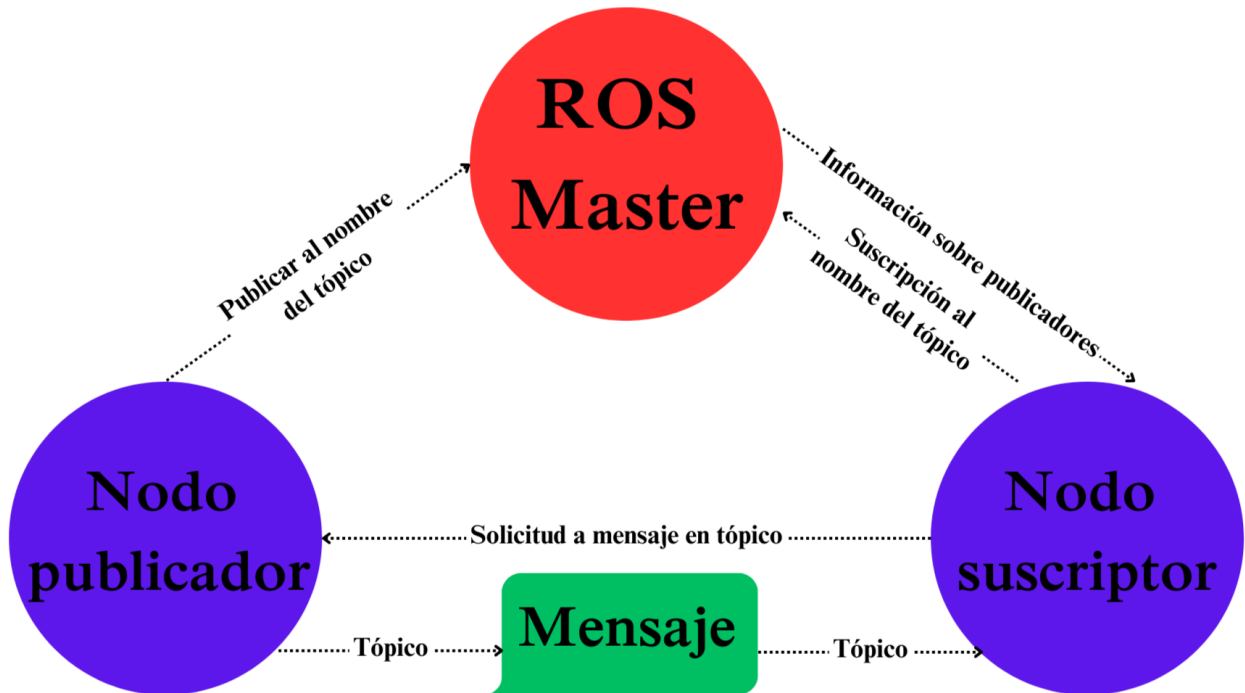 ROS
Master
Publicar al nombre
del tópico
Información sobre publicadores
Suscripción al
nombre del tópico
Nodo
publicador
Solicitud a mensaje en tópico
Nodo
suscriptor
Tópico
Mensaje
Tópico